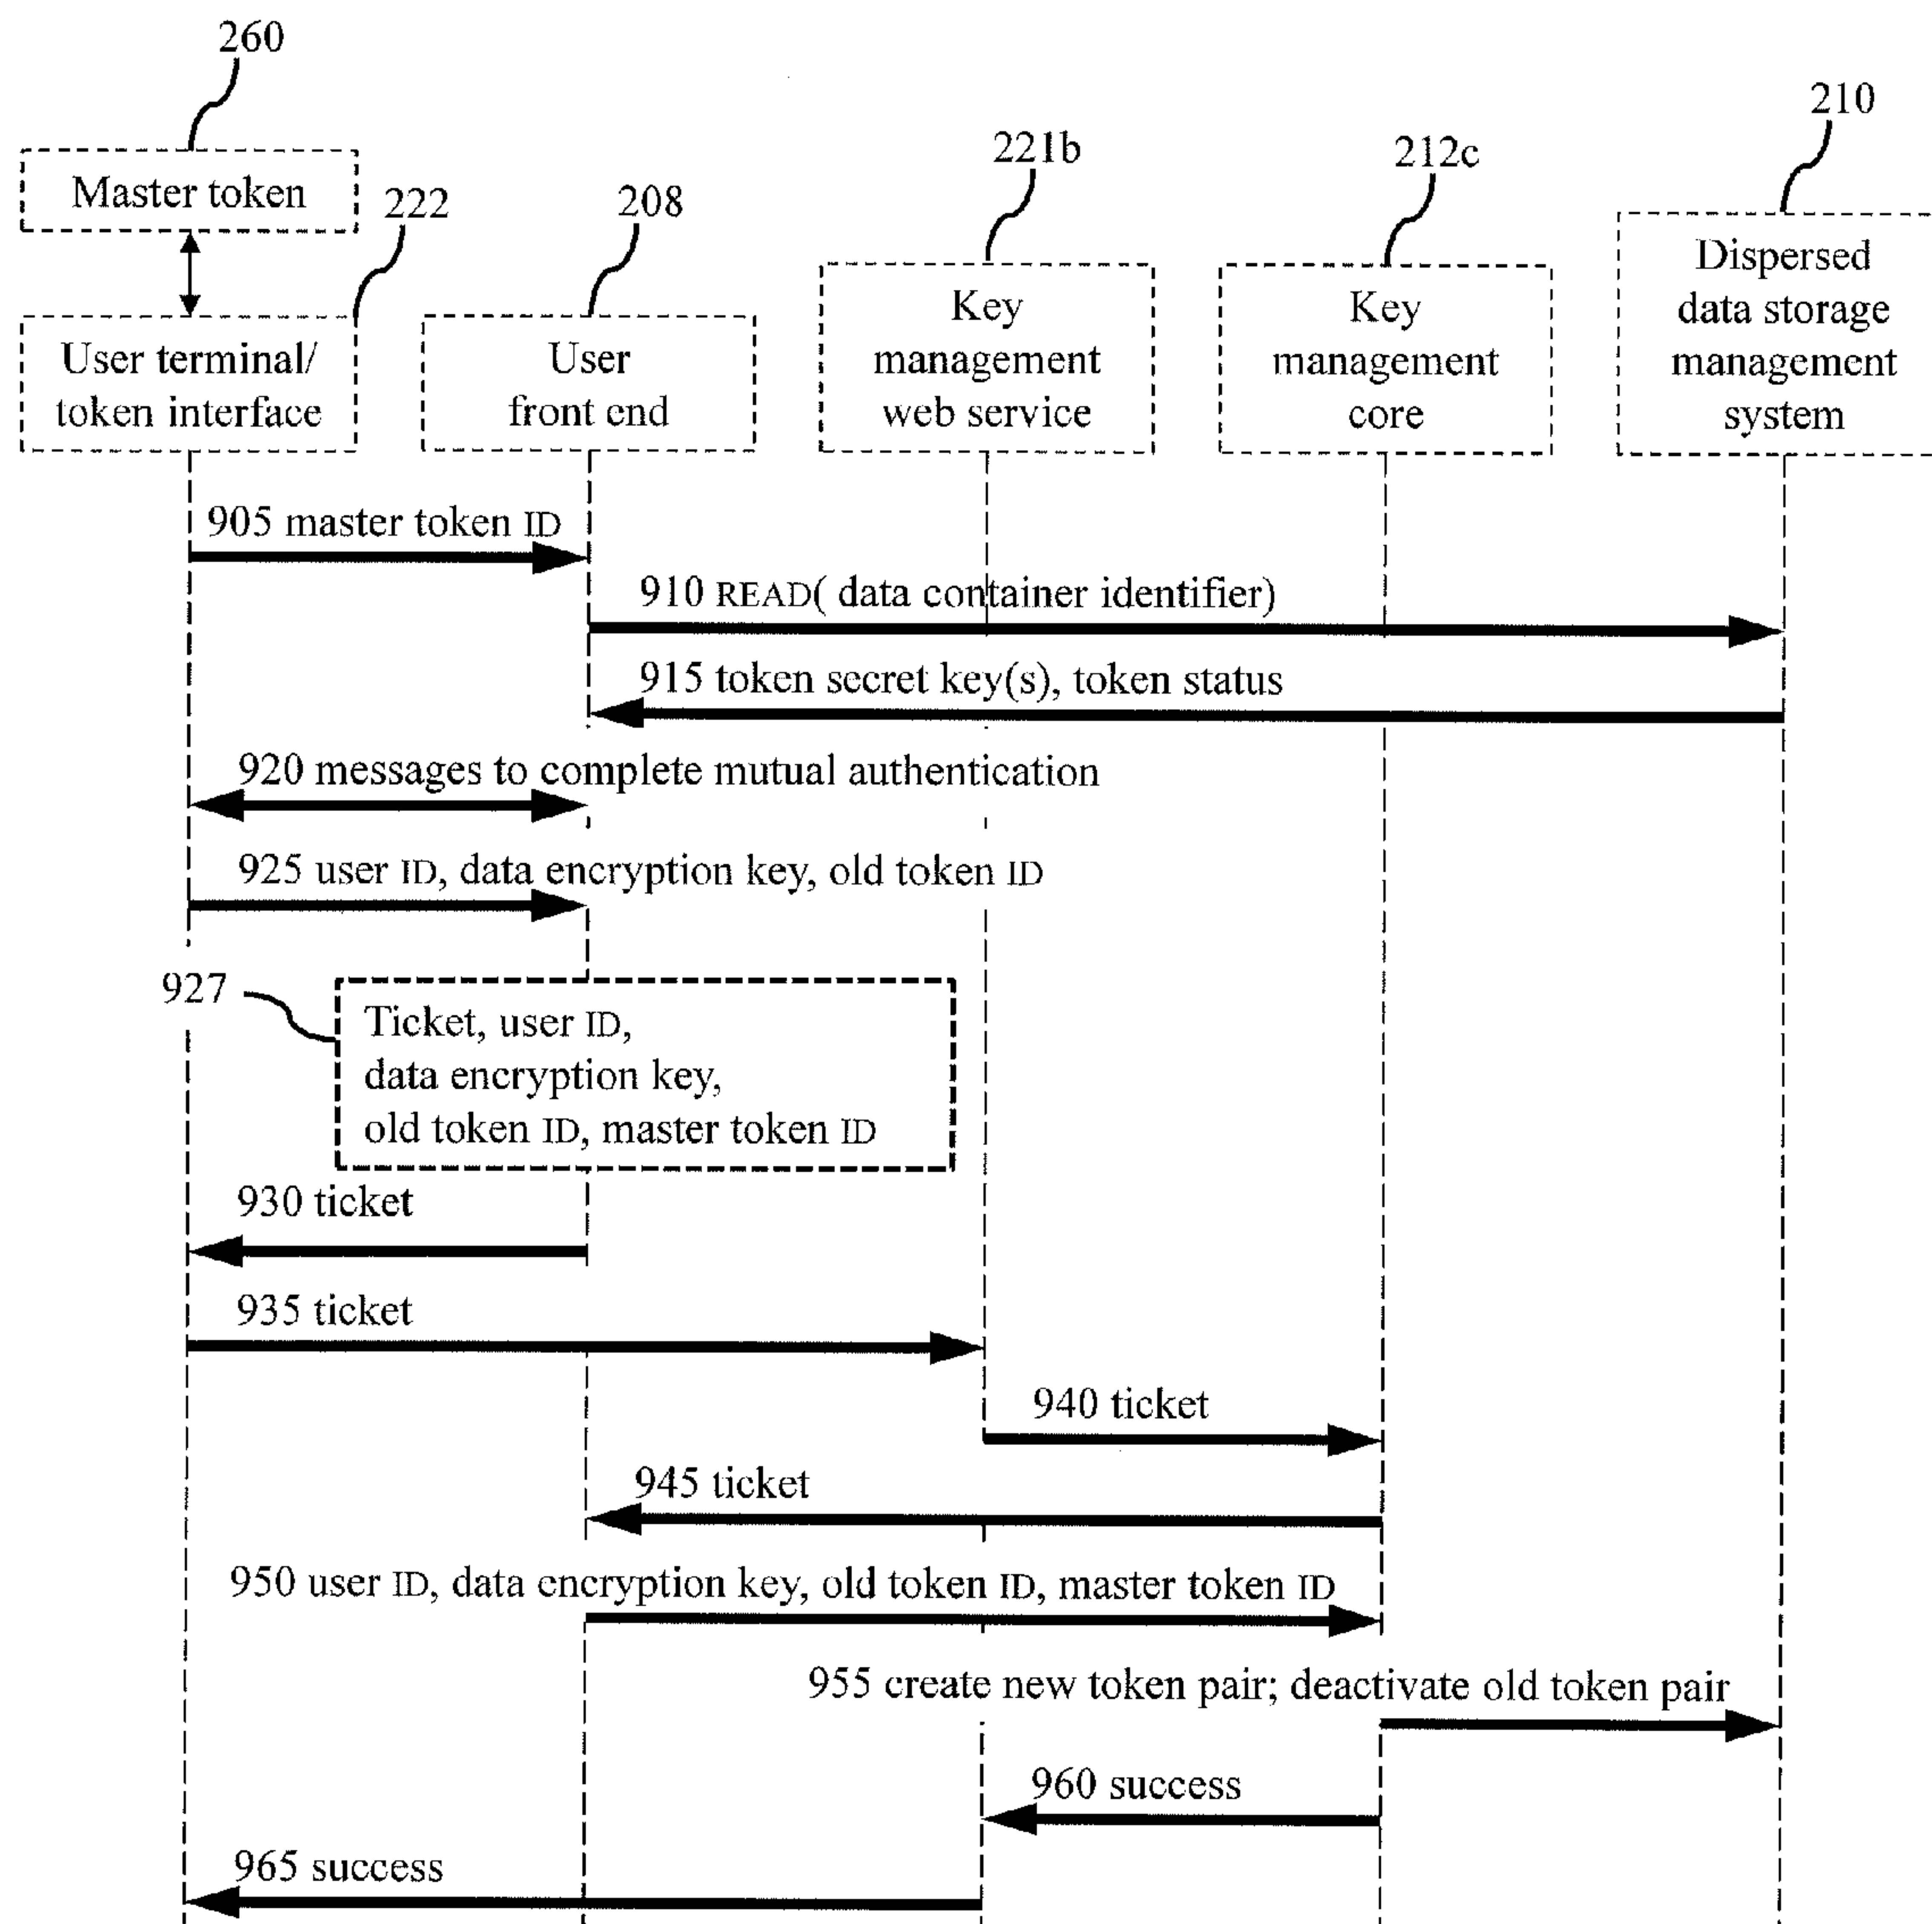 260
210
221b
212c
Master token
222
208
User terminal/
token interface
User
front end
Key
management
web service
Key
management
core
Dispersed
data storage
management
system
905 master token ID
910 READ( data container identifier)
915 token secret key(s), token status
920 messages to complete mutual authentication
925 user ID, data encryption key, old token ID
927
Ticket, user ID,
data encryption key,
old token ID, master token ID
930 ticket
935 ticket
940 ticket
945 ticket
950 user ID, data encryption key, old token ID, master token ID
955 create new token pair; deactivate old token pair
960 success
965 success